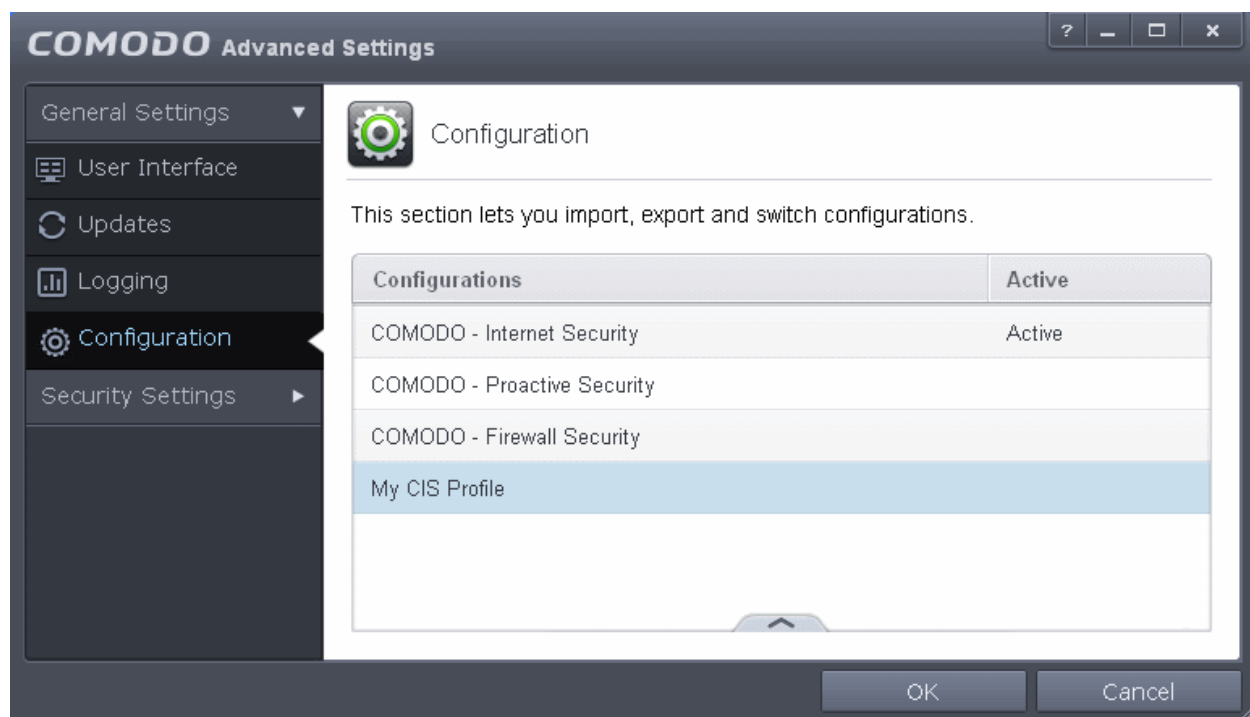 COMODO Advanced Settings
?
General Settings
User Interface
Updates
Logging
Configuration
Security Settings
Configuration
This section lets you import, export and switch configurations.
Configurations Active
COMODO - Internet Security Active
COMODO - Proactive Security
COMODO - Firewall Security
My CIS Profile
OK Cancel